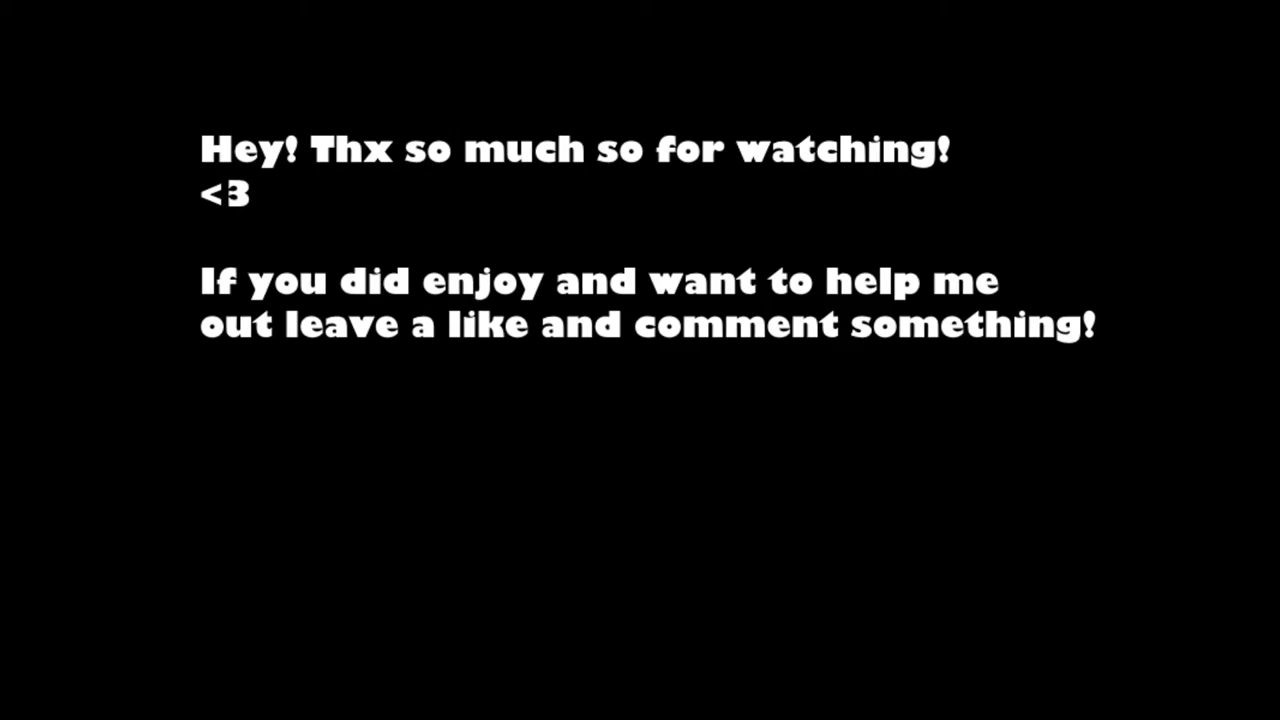 Hey! Thx so much so for watching!
<3
If you did enjoy and want to help me
out leave a like and comment something!